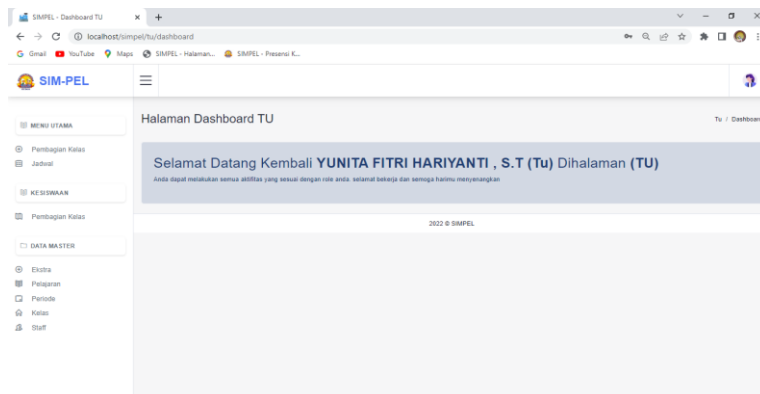 SIMPEL - Dashboard TU
localhost/simpel/tu/dashboard
Gmail YouTube Maps SIMPEL - Halaman... SIMPEL - Presensi K...
SIM-PEL
Halaman Dashboard TU
Tu / Dashboard
MENU UTAMA
Pembagian Kelas
Jadwal
KESISWAAN
Pembagian Kelas
DATA MASTER
Ekstra
Pelajaran
Periode
Kelas
Staff
Selamat Datang Kembali YUNITA FITRI HARIYANTI , S.T (Tu) Dihalaman (TU)
Anda dapat melakukan semua aktifitas yang sesuai dengan role anda. selamat bekerja dan semoga harimu menyenangkan
2022 © SIMPEL